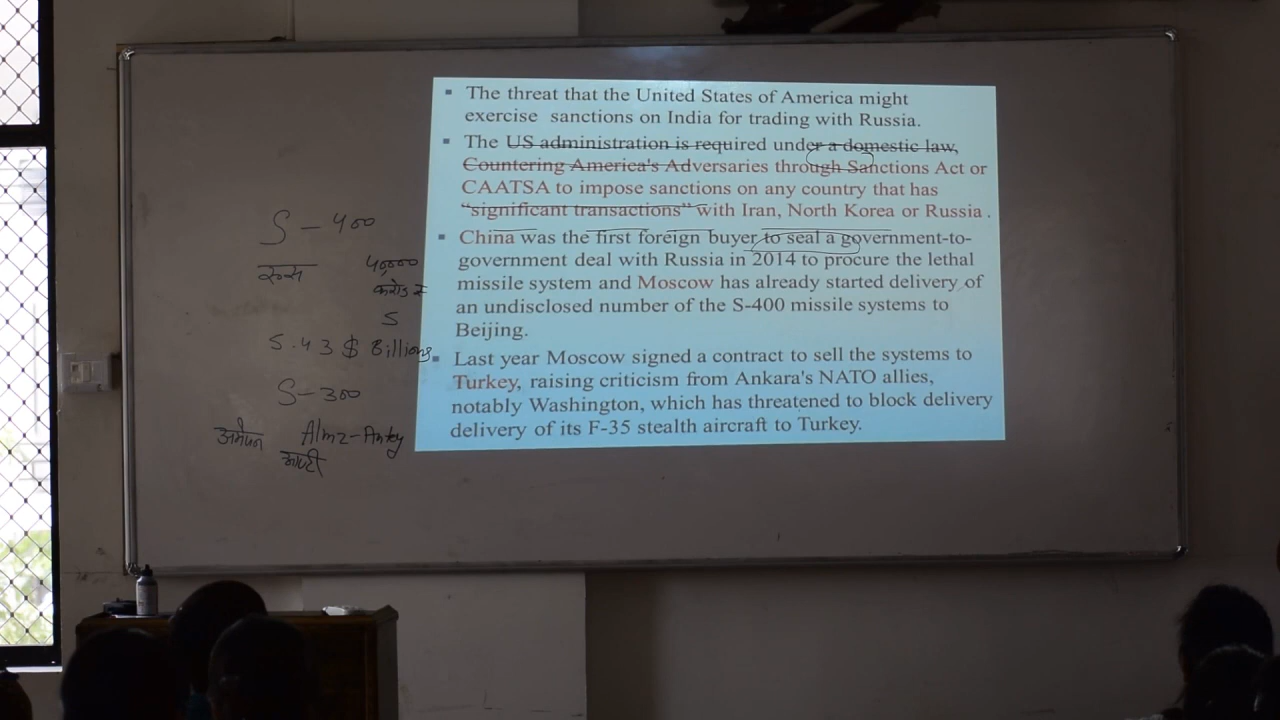 The threat that the United States of America might
exercise sanctions on India for trading with Russia.
The US administration is required under a domestic law,
Countering America's Adversaries through Sanctions Act or
CAATSA to impose sanctions on any country that has
“significant transactions” with Iran, North Korea or Russia.
China was the first foreign buyer to seal a government-to-
government deal with Russia in 2014 to procure the lethal
missile system and Moscow has already started delivery of
an undisclosed number of the S-400 missile systems to
Beijing.
Last year Moscow signed a contract to sell the systems to
Turkey, raising criticism from Ankara's NATO allies,
notably Washington, which has threatened to block delivery
delivery of its F-35 stealth aircraft to Turkey.
S-400
40,000
करोड़ रु
5
5.43 $ Billions
S-300
Almz-Antey